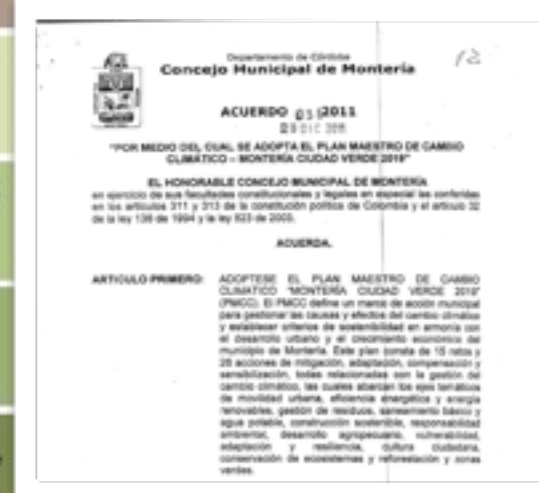 Departamento de Córdoba
Concejo Municipal de Montería
12
ACUERDO 2011
"POR MEDIO DEL CUAL SE ADOPTA EL PLAN MAESTRO DE CAMBIO
CLIMÁTICO – MONTERÍA CIUDAD VERDE 2019"
EL HONORABLE CONCEJO MUNICIPAL DE MONTERÍA
en ejercicio de sus facultades constitucionales y legales en especial las conferidas
en los artículos 311 y 313 de la constitución política de Colombia y el artículo 32
de la ley 136 de 1994 y la ley 823 de 2003.
ACUERDA.
ARTICULO PRIMERO: ADOPTESE EL PLAN MAESTRO DE CAMBIO
CLIMATICO "MONTERÍA CIUDAD VERDE 2019"
(PMCC). El PMCC define un marco de acción municipal
para gestionar las causas y efectos del cambio climático
y establecer criterios de sostenibilidad en armonía con
el desarrollo urbano y el crecimiento económico del
municipio de Montería. Este plan consta de 15 retos y
acciones de mitigación, adaptación, compensación y
sensibilización, todas relacionadas con la gestión del
cambio climático, las cuales abarcan los ejes temáticos
de movilidad urbana, eficiencia energética y energía
renovables, gestión de residuos, saneamiento básico y
agua potable, construcción sostenible, responsabilidad
ambiental, desarrollo agropecuario, vulnerabilidad,
adaptación y resiliencia, cultura ciudadana,
conservación de ecosistemas y reforestación y zonas
verdes.